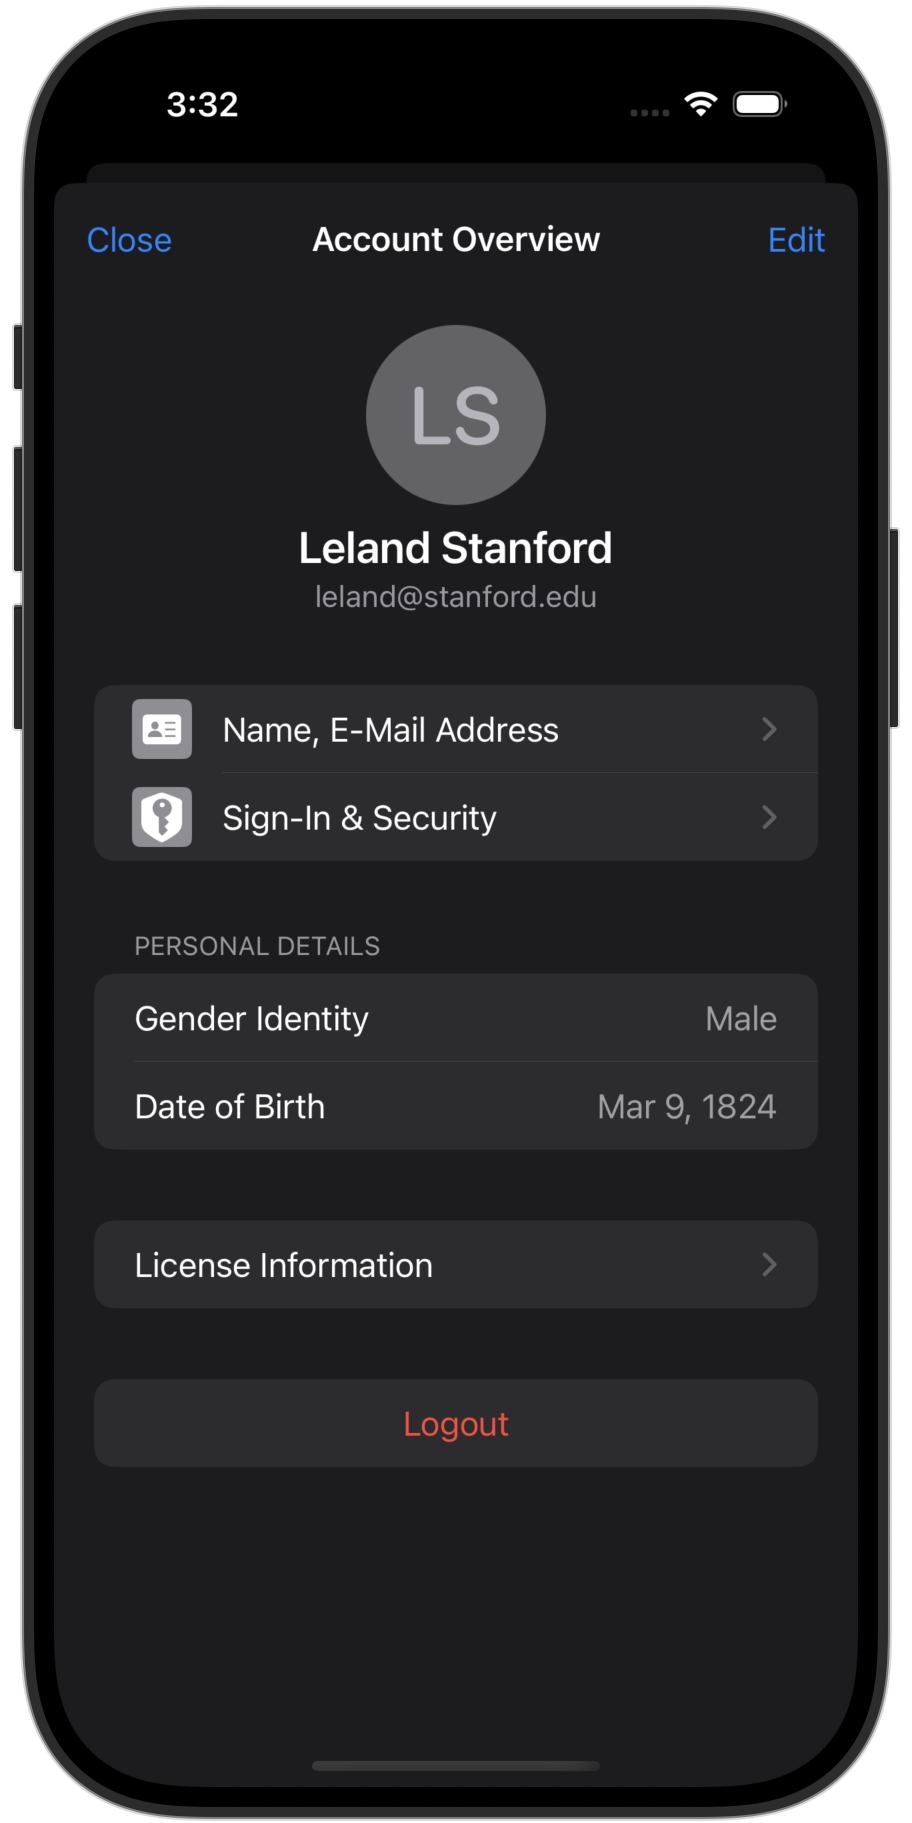 3:32
Close Account Overview Edit
LS
Leland Stanford
leland@stanford.edu
Name, E-Mail Address
Sign-In & Security
PERSONAL DETAILS
Gender Identity Male
Date of Birth Mar 9, 1824
License Information
Logout